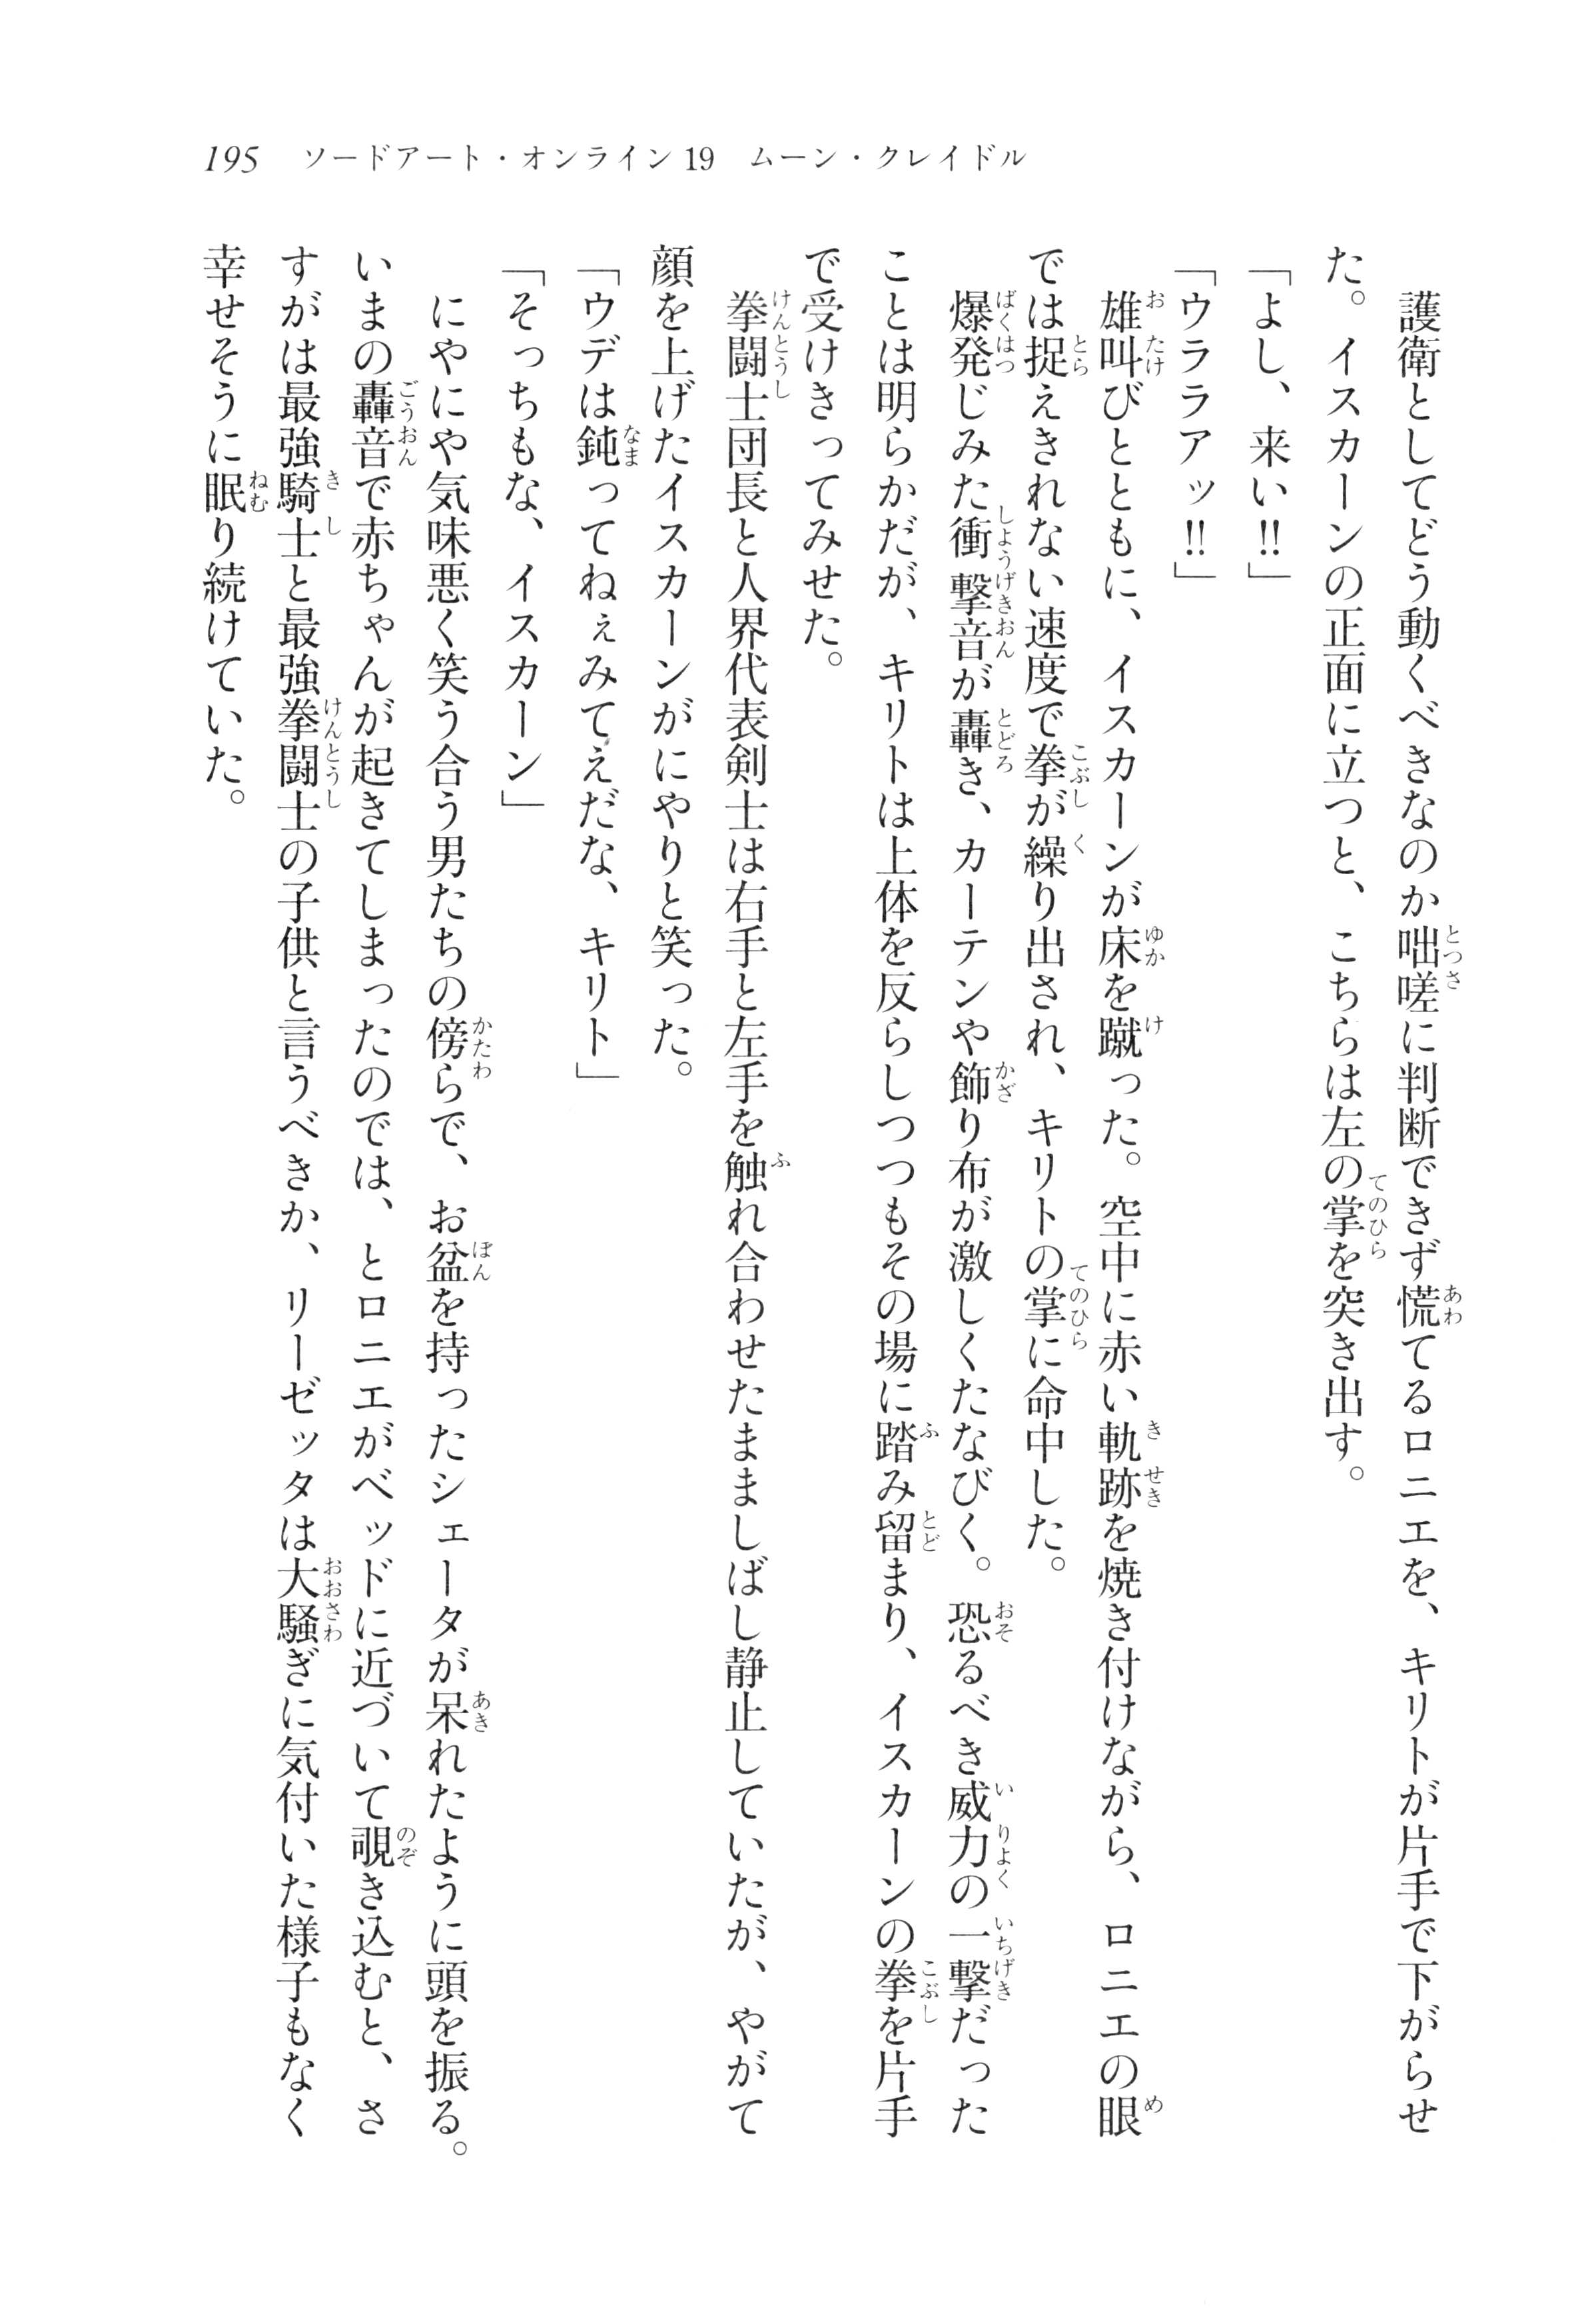 195　ソードアート・オンライン19　ムーン・クレイドル
　護衛としてどう動くべきなのか咄嗟に判断できず慌てるロニエを、キリトが片手で下がらせ
た。イスカーンの正面に立つと、こちらは左の掌を突き出す。
「よし、来い‼」
「ウララアッ‼」
　雄叫びとともに、イスカーンが床を蹴った。空中に赤い軌跡を焼き付けながら、ロニエの眼
では捉えきれない速度で拳が繰り出され、キリトの掌に命中した。
　爆発じみた衝撃音が轟き、カーテンや飾り布が激しくたなびく。恐るべき威力の一撃だった
ことは明らかだが、キリトは上体を反らしつつもその場に踏み留まり、イスカーンの拳を片手
で受けきってみせた。
　拳闘士団長と人界代表剣士は右手と左手を触れ合わせたまましばし静止していたが、やがて
顔を上げたイスカーンがにやりと笑った。
「ウデは鈍ってねぇみてえだな、キリト」
「そっちもな、イスカーン」
　にやにや気味悪く笑う合う男たちの傍らで、お盆を持ったシェータが呆れたように頭を振る。
いまの轟音で赤ちゃんが起きてしまったのでは、とロニエがベッドに近づいて覗き込むと、さ
すがは最強騎士と最強拳闘士の子供と言うべきか、リーゼッタは大騒ぎに気付いた様子もなく
幸せそうに眠り続けていた。